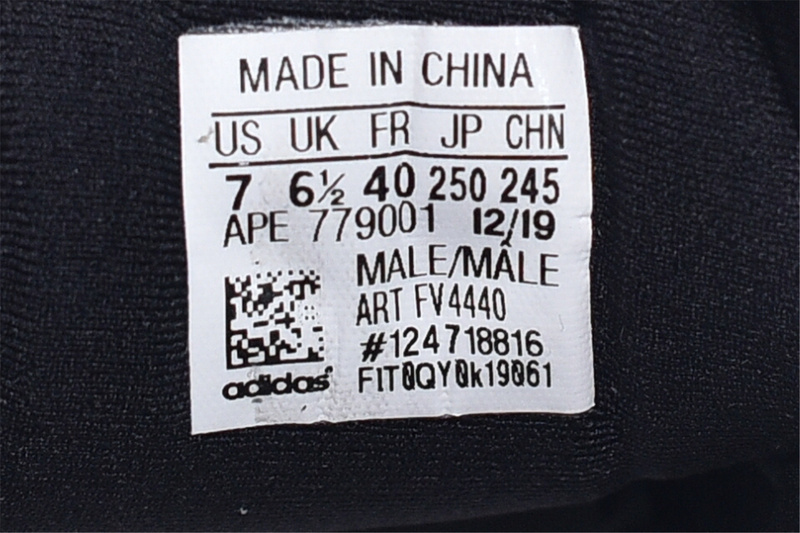 MADE IN CHINA
US UK FR JP CHN
7 6½ 40 250 245
APE 779001 12/19
MALE/MÂLE
ART FV4440
#124718816
adidas FIT0QY0k19061